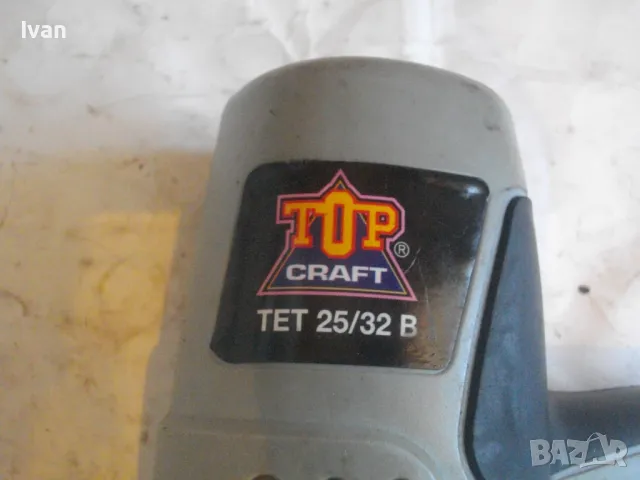 Ivan
TOP
®
CRAFT
TET 25/32 B
BAZAR